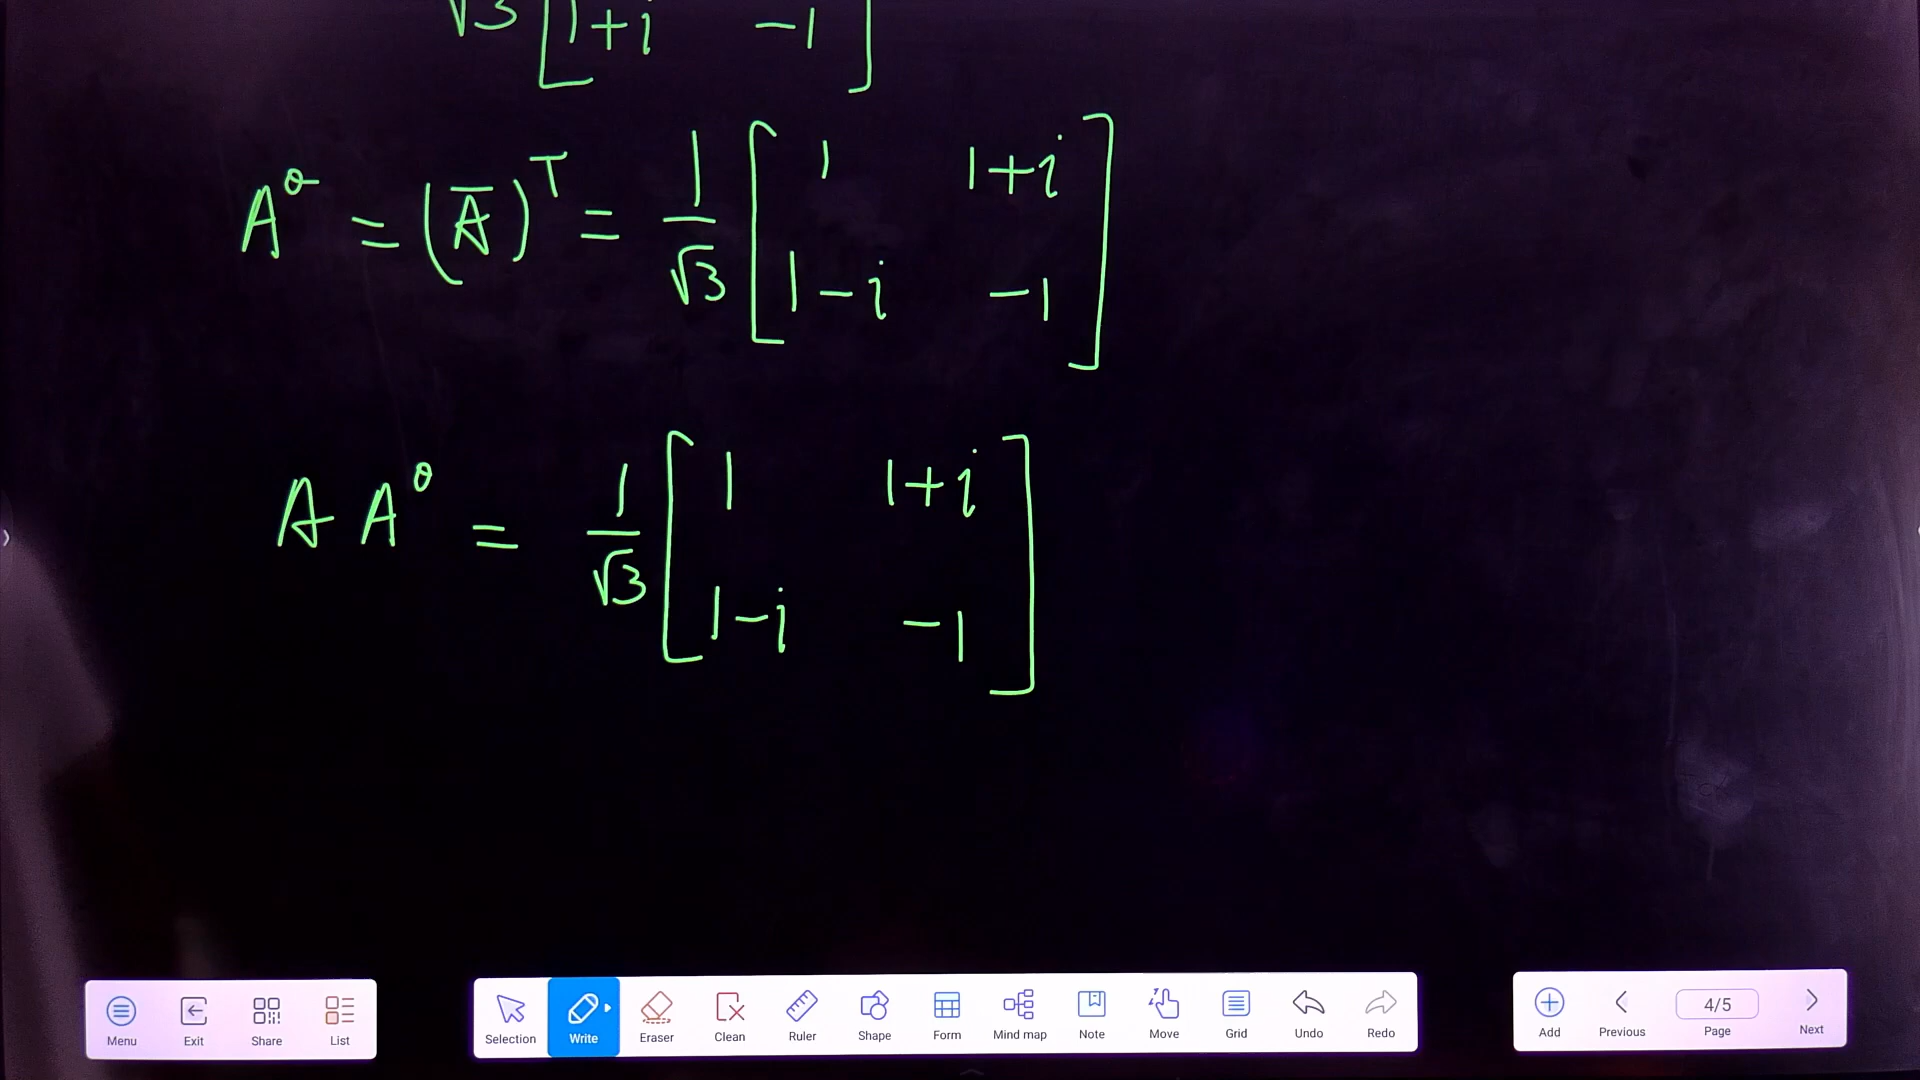 √3 [1+i -1]
A^θ = (A̅)^T = 1/√3 [1 1+i
1-i -1]
A A^θ = 1/√3 [1 1+i
1-i -1]
Menu Exit Share List Selection Write Eraser Clean Ruler Shape Form Mind map Note Move Grid Undo Redo Add Previous 4/5 Page Next